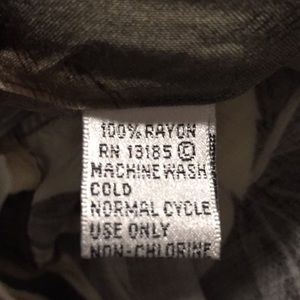 100% RAYON
RN 13185 ©
MACHINE WASH
COLD
NORMAL CYCLE
USE ONLY
NON-CHLORINE